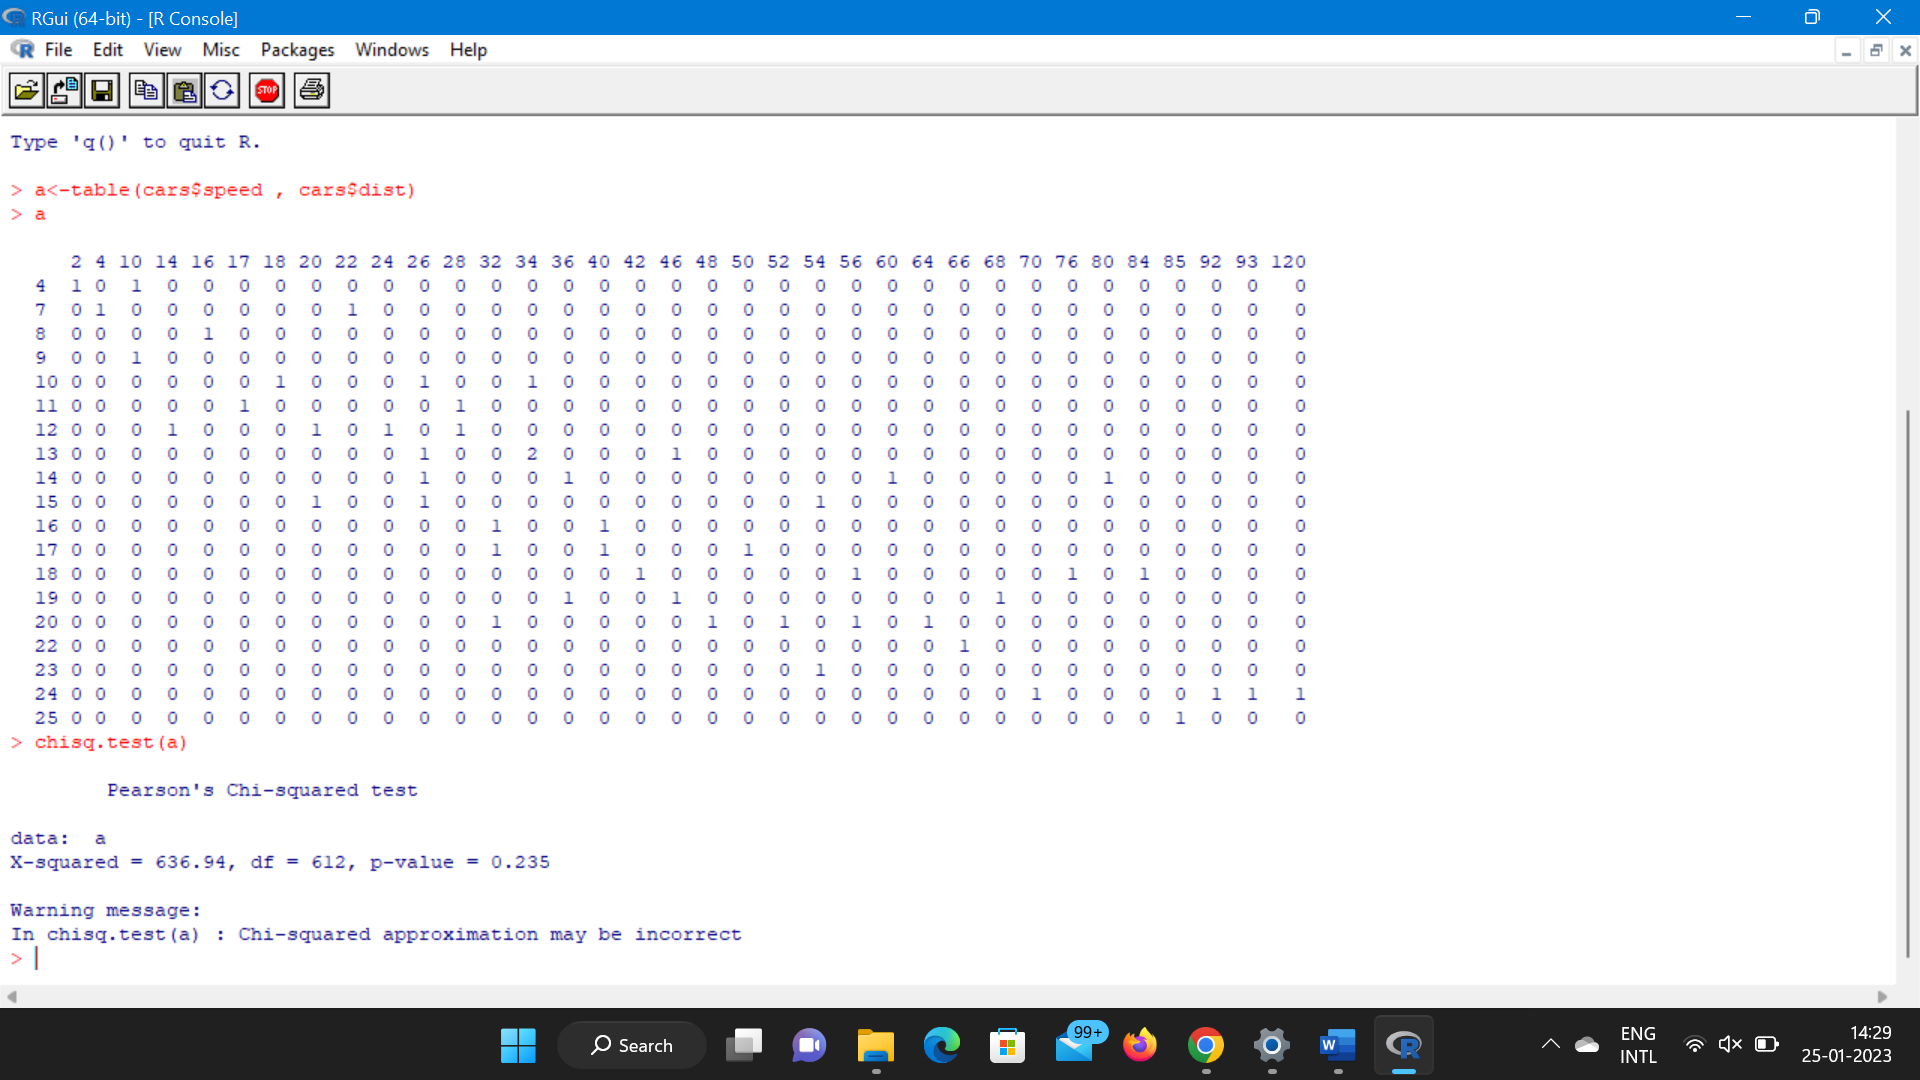 RGui (64-bit) - [R Console]
File Edit View Misc Packages Windows Help
STOP
Type 'q()' to quit R.
> a<-table(cars$speed , cars$dist)
> a
2 4 10 14 16 17 18 20 22 24 26 28 32 34 36 40 42 46 48 50 52 54 56 60 64 66 68 70 76 80 84 85 92 93 120
4 1 0 1 0 0 0 0 0 0 0 0 0 0 0 0 0 0 0 0 0 0 0 0 0 0 0 0 0 0 0 0 0 0 0 0
7 0 1 0 0 0 0 0 0 1 0 0 0 0 0 0 0 0 0 0 0 0 0 0 0 0 0 0 0 0 0 0 0 0 0 0
8 0 0 0 0 1 0 0 0 0 0 0 0 0 0 0 0 0 0 0 0 0 0 0 0 0 0 0 0 0 0 0 0 0 0 0
9 0 0 1 0 0 0 0 0 0 0 0 0 0 0 0 0 0 0 0 0 0 0 0 0 0 0 0 0 0 0 0 0 0 0 0
10 0 0 0 0 0 0 1 0 0 0 1 0 0 1 0 0 0 0 0 0 0 0 0 0 0 0 0 0 0 0 0 0 0 0 0
11 0 0 0 0 0 1 0 0 0 0 0 1 0 0 0 0 0 0 0 0 0 0 0 0 0 0 0 0 0 0 0 0 0 0 0
12 0 0 0 1 0 0 0 1 0 1 0 1 0 0 0 0 0 0 0 0 0 0 0 0 0 0 0 0 0 0 0 0 0 0 0
13 0 0 0 0 0 0 0 0 0 0 1 0 0 2 0 0 0 1 0 0 0 0 0 0 0 0 0 0 0 0 0 0 0 0 0
14 0 0 0 0 0 0 0 0 0 0 1 0 0 0 1 0 0 0 0 0 0 0 0 1 0 0 0 0 0 1 0 0 0 0 0
15 0 0 0 0 0 0 0 1 0 0 1 0 0 0 0 0 0 0 0 0 0 1 0 0 0 0 0 0 0 0 0 0 0 0 0
16 0 0 0 0 0 0 0 0 0 0 0 0 1 0 0 1 0 0 0 0 0 0 0 0 0 0 0 0 0 0 0 0 0 0 0
17 0 0 0 0 0 0 0 0 0 0 0 0 1 0 0 1 0 0 0 1 0 0 0 0 0 0 0 0 0 0 0 0 0 0 0
18 0 0 0 0 0 0 0 0 0 0 0 0 0 0 0 0 1 0 0 0 0 0 1 0 0 0 0 0 1 0 1 0 0 0 0
19 0 0 0 0 0 0 0 0 0 0 0 0 0 0 1 0 0 1 0 0 0 0 0 0 0 0 1 0 0 0 0 0 0 0 0
20 0 0 0 0 0 0 0 0 0 0 0 0 1 0 0 0 0 0 1 0 1 0 1 0 1 0 0 0 0 0 0 0 0 0 0
22 0 0 0 0 0 0 0 0 0 0 0 0 0 0 0 0 0 0 0 0 0 0 0 0 0 1 0 0 0 0 0 0 0 0 0
23 0 0 0 0 0 0 0 0 0 0 0 0 0 0 0 0 0 0 0 0 0 1 0 0 0 0 0 0 0 0 0 0 0 0 0
24 0 0 0 0 0 0 0 0 0 0 0 0 0 0 0 0 0 0 0 0 0 0 0 0 0 0 0 1 0 0 0 0 1 1 1
25 0 0 0 0 0 0 0 0 0 0 0 0 0 0 0 0 0 0 0 0 0 0 0 0 0 0 0 0 0 0 0 1 0 0 0
> chisq.test(a)
Pearson's Chi-squared test
data: a
X-squared = 636.94, df = 612, p-value = 0.235
Warning message:
In chisq.test(a) : Chi-squared approximation may be incorrect
>
Search
99+
ENG
INTL
14:29
25-01-2023